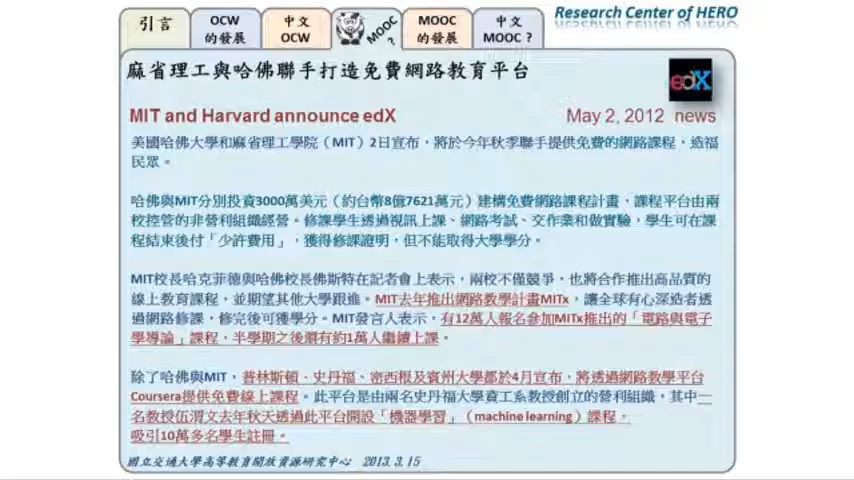 Research Center of HERO
引言
OCW
的發展
中文
OCW
MOOC
?
MOOC
的發展
中文
MOOC ?
麻省理工與哈佛聯手打造免費網路教育平台
edX
MIT and Harvard announce edX
May 2, 2012 news
美國哈佛大學和麻省理工學院（MIT）2日宣布，將於今年秋季聯手提供免費的網路課程，造福
民眾。
哈佛與MIT分別投資3000萬美元（約台幣8億7621萬元）建構免費網路課程計畫，課程平台由兩
校控管的非營利組織經營。修課學生透過視訊上課、網路考試、交作業和做實驗，學生可在課
程結束後付「少許費用」，獲得修課證明，但不能取得大學學分。
MIT校長哈克菲德與哈佛校長佛斯特在記者會上表示，兩校不僅競爭，也將合作推出高品質的
線上教育課程，並期望其他大學跟進。MIT去年推出網路教學計畫MITx，讓全球有心深造者透
過網路修課，修完後可獲學分。MIT發言人表示，有12萬人報名參加MITx推出的「電路與電子
學導論」課程，半學期之後還有約1萬人繼續上課。
除了哈佛與MIT，普林斯頓、史丹福、密西根及賓州大學都於4月宣布，將透過網路教學平台
Coursera提供免費線上課程。此平台是由兩名史丹福大學資工系教授創立的營利組織，其中一
名教授伍渭文去年秋天透過此平台開設「機器學習」（machine learning）課程，
吸引10萬多名學生註冊。
國立交通大學高等教育開放資源研究中心 2013.3.15